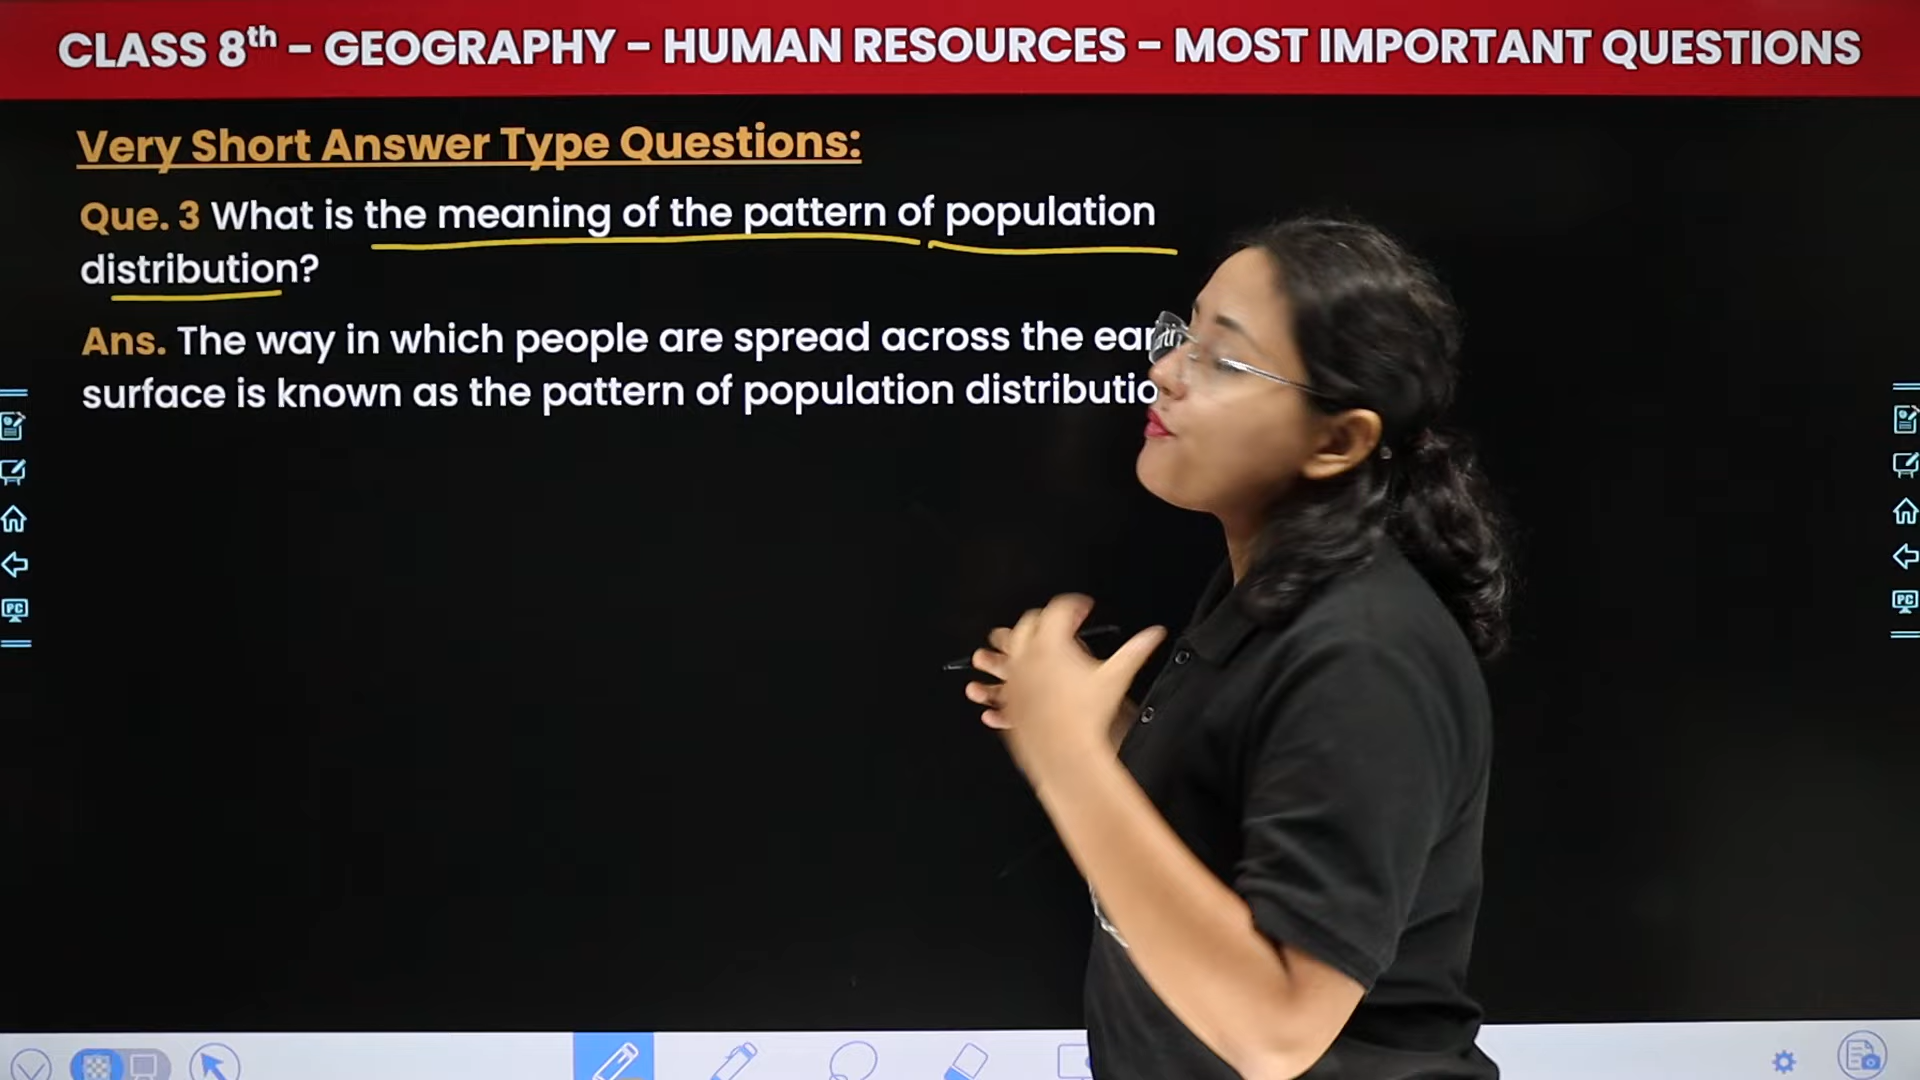 CLASS 8th – GEOGRAPHY – HUMAN RESOURCES – MOST IMPORTANT QUESTIONS
Very Short Answer Type Questions:
Que. 3 What is the meaning of the pattern of population
distribution?
Ans. The way in which people are spread across the
surface is known as the pattern of population
PC
PC